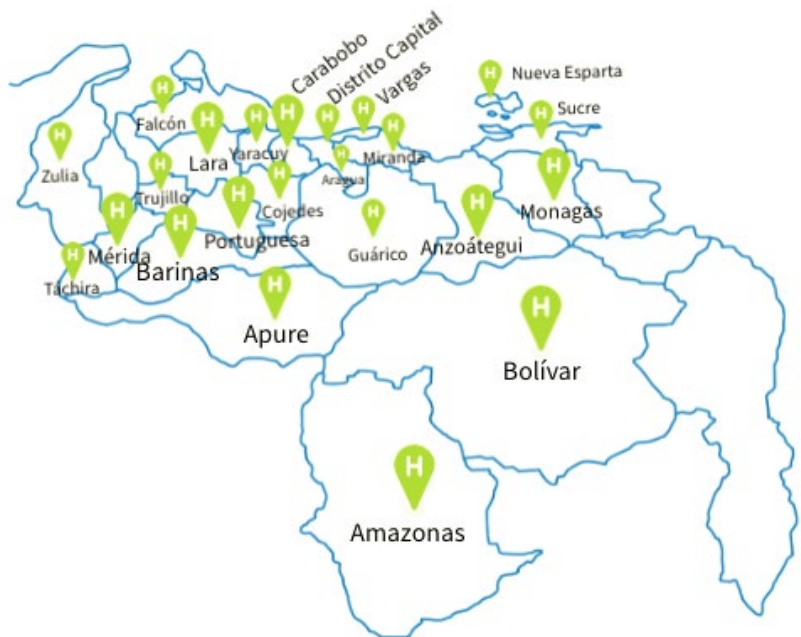 Carabobo
Distrito Capital
Vargas
H Nueva Esparta
H Sucre
H Falcón
H Lara
H Yaracuy
H
H
H
H Miranda
H Zulia
H Trujillo
H Cojedes
H Aragua
H Monagas
H Mérida
H Barinas
H Portuguesa
H Guárico
H Anzoátegui
H Táchira
H Apure
H Bolívar
H Amazonas